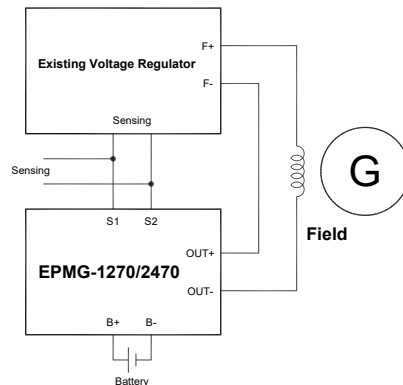 F+
Existing Voltage Regulator
F-
Sensing
Sensing
G
S1 S2
Field
OUT+
EPMG-1270/2470
OUT-
B+ B-
Battery